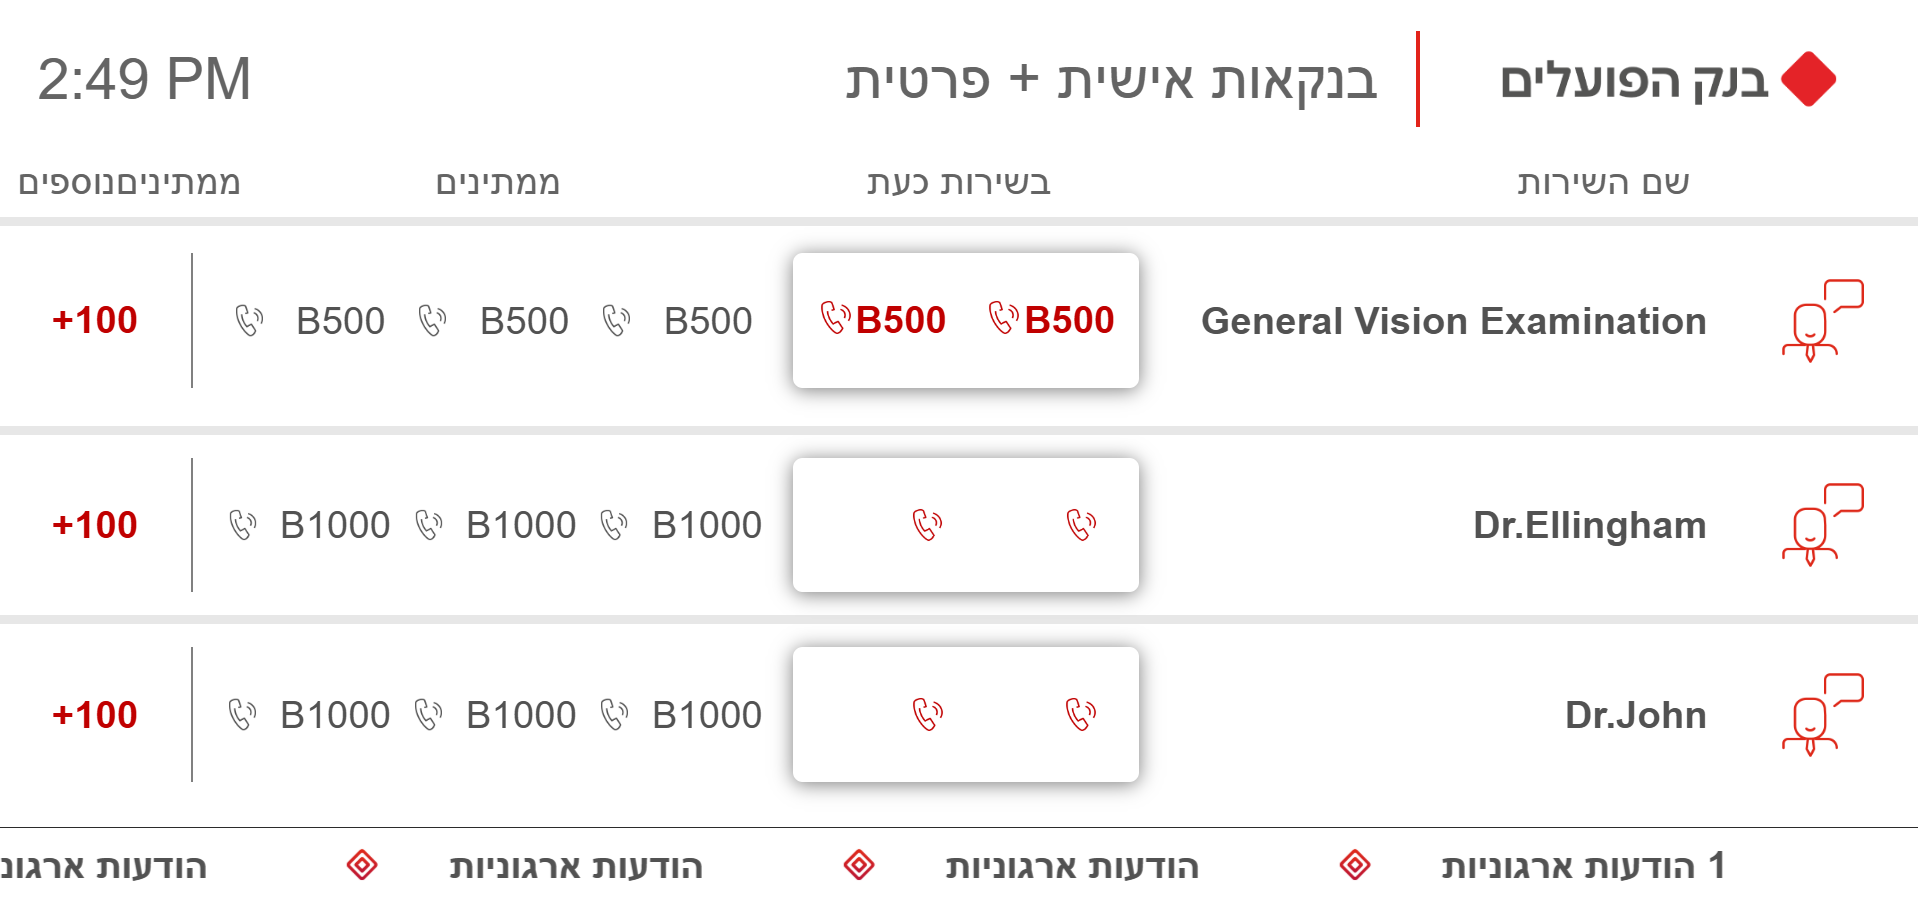 בנק הפועלים
בנקאות אישית + פרטית
2:49 PM
שם השירות
בשירות כעת
ממתינים
ממתיניםנוספים
General Vision Examination
B500 B500
B500 B500 B500
+100
Dr.Ellingham
B1000 B1000 B1000
+100
Dr.John
B1000 B1000 B1000
+100
1 הודעות ארגוניות
הודעות ארגוניות
הודעות ארגוניות
הודעות ארגונ